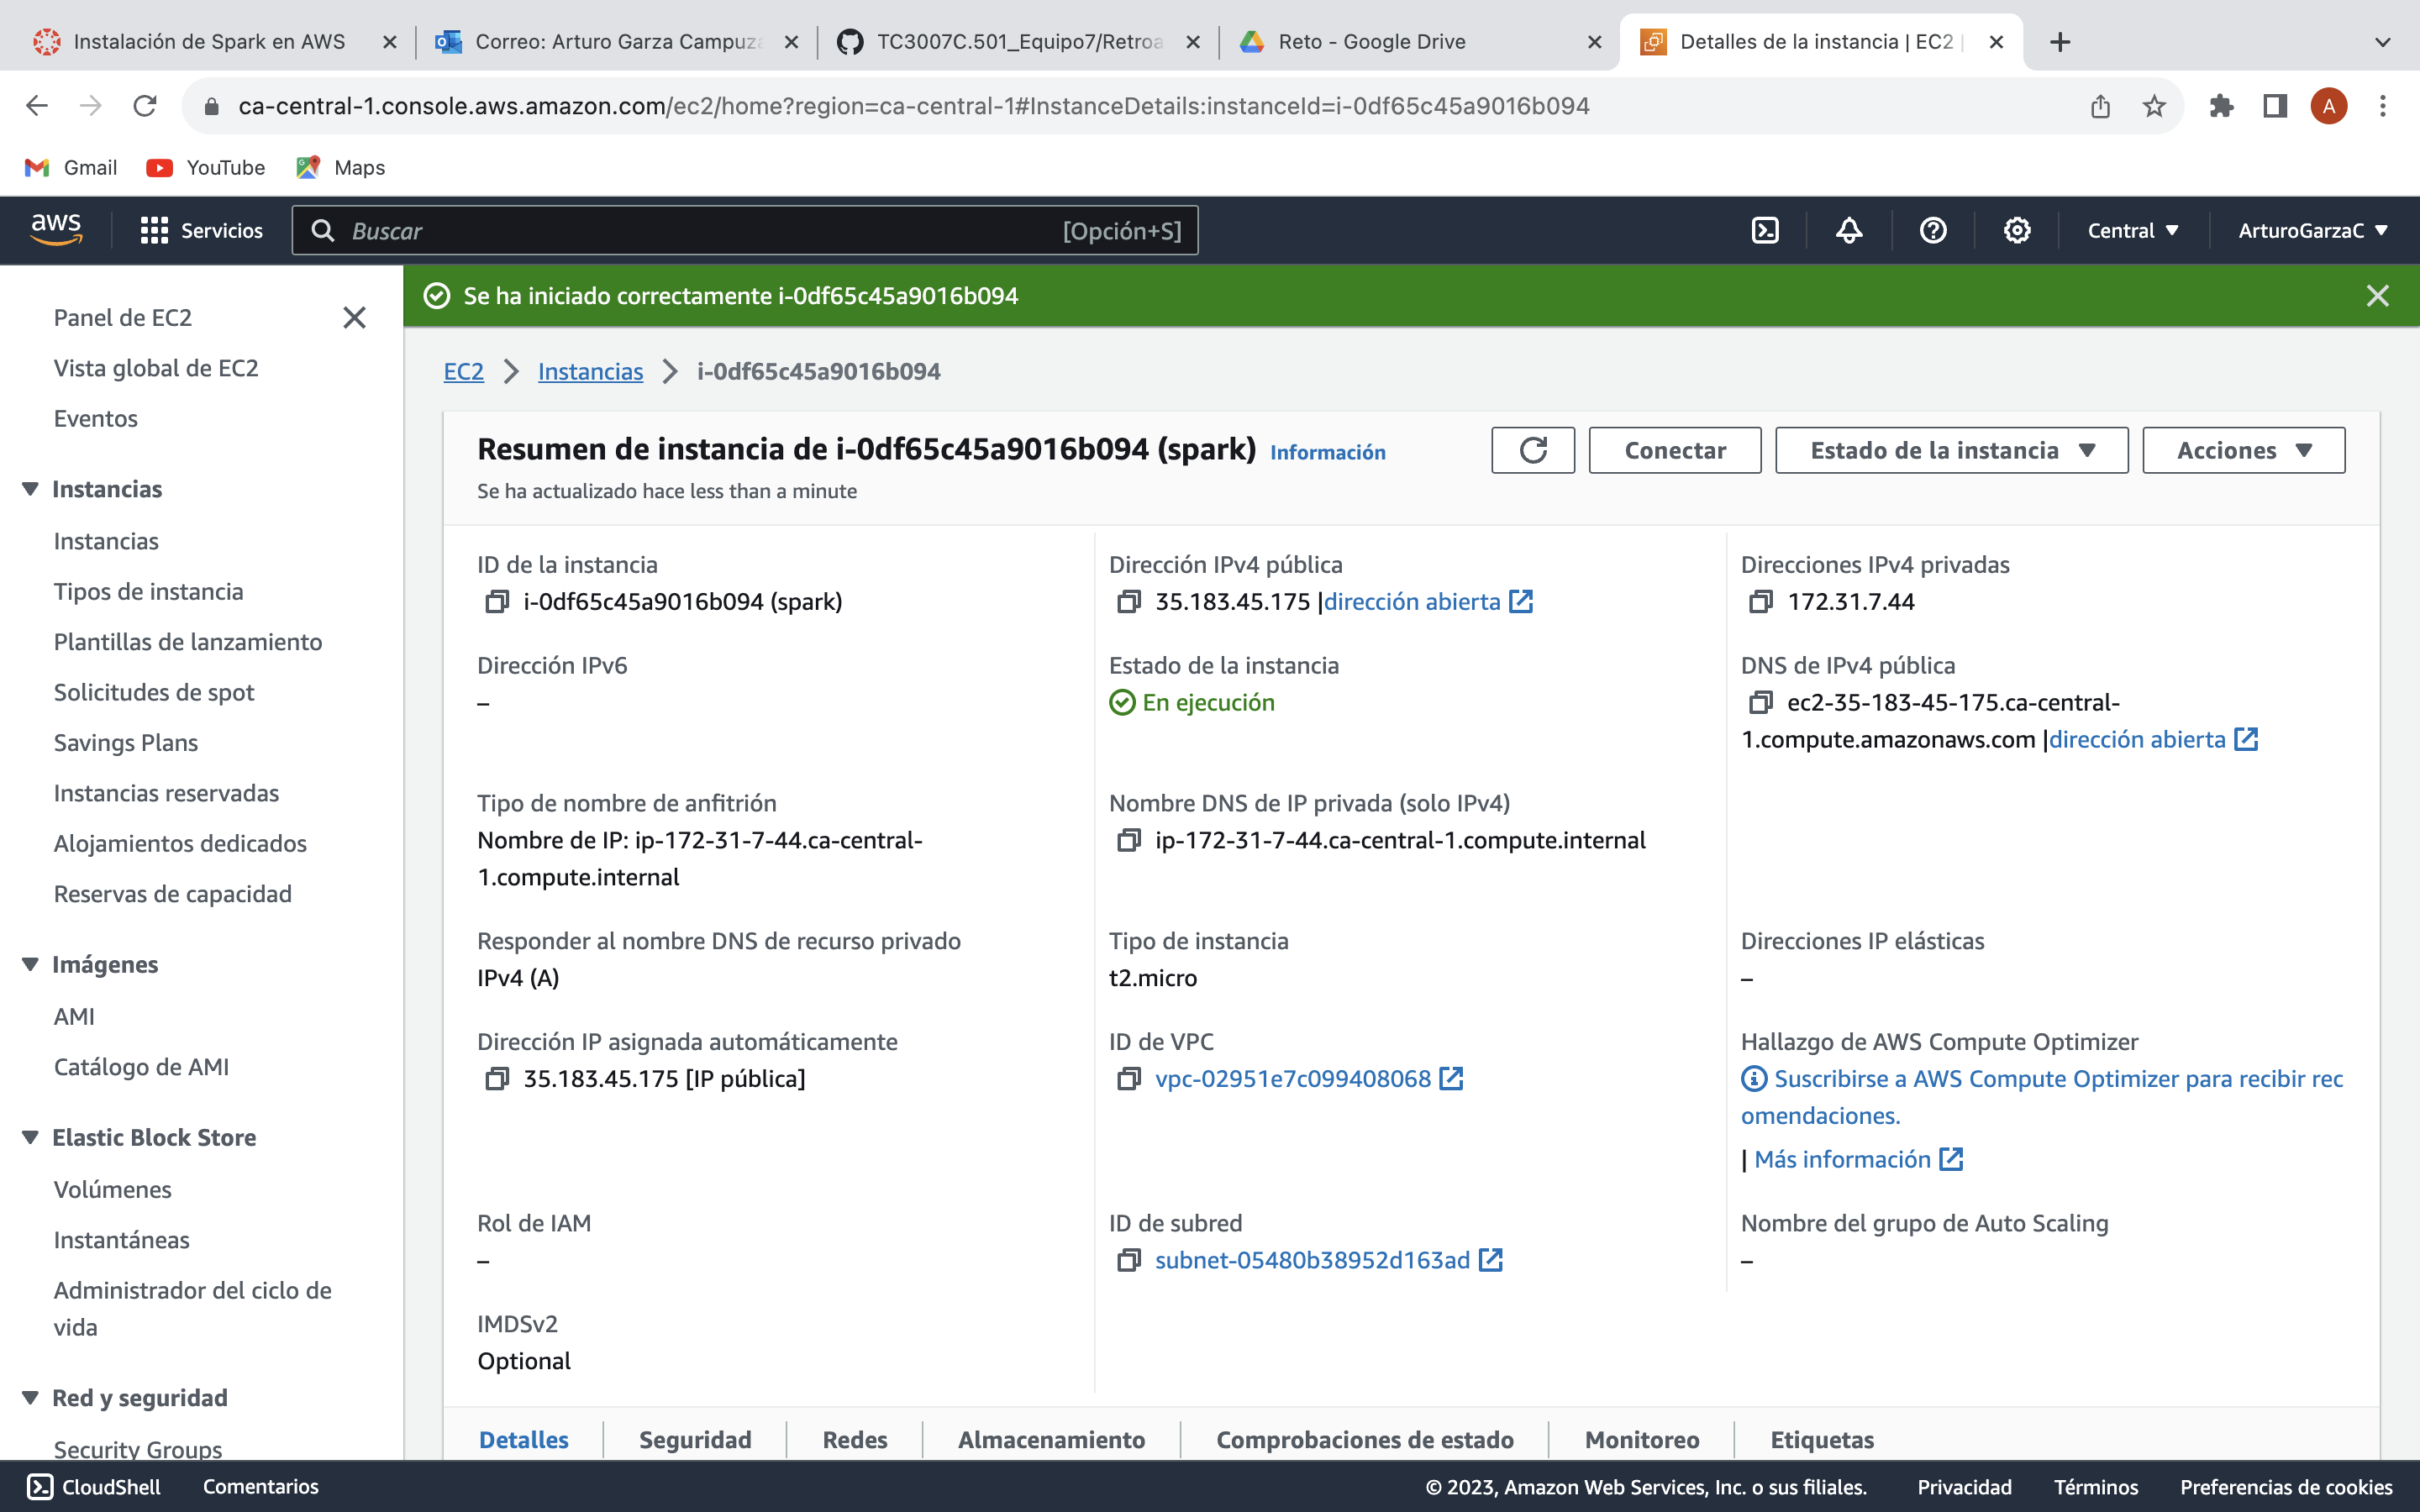 Instalación de Spark en AWS
Correo: Arturo Garza Campuza
TC3007C.501_Equipo7/Retroa
Reto - Google Drive
Detalles de la instancia | EC2 |
ca-central-1.console.aws.amazon.com/ec2/home?region=ca-central-1#InstanceDetails:instanceId=i-0df65c45a9016b094
A
Gmail
YouTube
Maps
aws
Servicios
Buscar
[Opción+S]
Central
ArturoGarzaC
Panel de EC2
Vista global de EC2
Eventos
Instancias
Instancias
Tipos de instancia
Plantillas de lanzamiento
Solicitudes de spot
Savings Plans
Instancias reservadas
Alojamientos dedicados
Reservas de capacidad
Imágenes
AMI
Catálogo de AMI
Elastic Block Store
Volúmenes
Instantáneas
Administrador del ciclo de
vida
Red y seguridad
Security Groups
Se ha iniciado correctamente i-0df65c45a9016b094
EC2
Instancias
i-0df65c45a9016b094
Resumen de instancia de i-0df65c45a9016b094 (spark) Información
Se ha actualizado hace less than a minute
Conectar
Estado de la instancia
Acciones
ID de la instancia
i-0df65c45a9016b094 (spark)
Dirección IPv4 pública
35.183.45.175 |dirección abierta
Direcciones IPv4 privadas
172.31.7.44
Dirección IPv6
–
Estado de la instancia
En ejecución
DNS de IPv4 pública
ec2-35-183-45-175.ca-central-
1.compute.amazonaws.com |dirección abierta
Tipo de nombre de anfitrión
Nombre de IP: ip-172-31-7-44.ca-central-
1.compute.internal
Nombre DNS de IP privada (solo IPv4)
ip-172-31-7-44.ca-central-1.compute.internal
Responder al nombre DNS de recurso privado
IPv4 (A)
Tipo de instancia
t2.micro
Direcciones IP elásticas
–
Dirección IP asignada automáticamente
35.183.45.175 [IP pública]
ID de VPC
vpc-02951e7c099408068
Hallazgo de AWS Compute Optimizer
Suscribirse a AWS Compute Optimizer para recibir rec
omendaciones.
| Más información
Rol de IAM
–
ID de subred
subnet-05480b38952d163ad
Nombre del grupo de Auto Scaling
–
IMDSv2
Optional
Detalles
Seguridad
Redes
Almacenamiento
Comprobaciones de estado
Monitoreo
Etiquetas
CloudShell
Comentarios
© 2023, Amazon Web Services, Inc. o sus filiales.
Privacidad
Términos
Preferencias de cookies